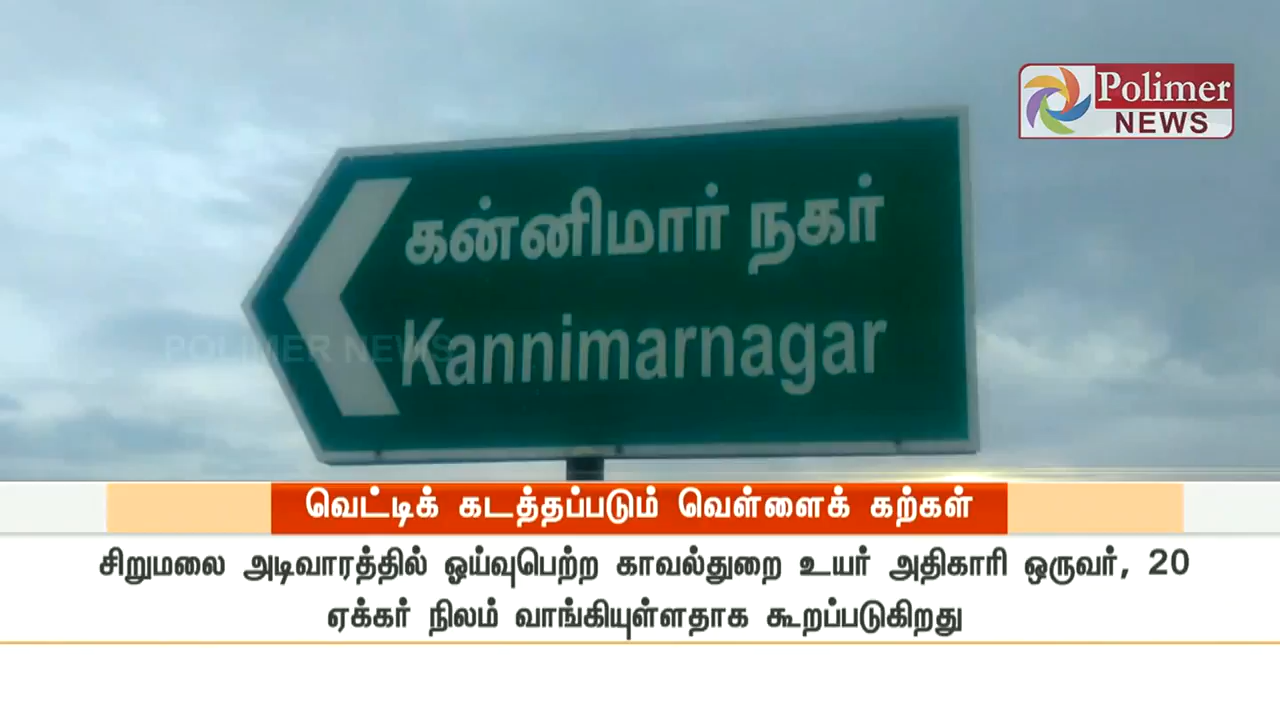 Polimer
NEWS
கன்னிமார் நகர்
Kannimarnagar
POLIMER NEWS
வெட்டிக் கடத்தப்படும் வெள்ளைக் கற்கள்
சிறுமலை அடிவாரத்தில் ஓய்வுபெற்ற காவல்துறை உயர் அதிகாரி ஒருவர், 20
ஏக்கர் நிலம் வாங்கியுள்ளதாக கூறப்படுகிறது